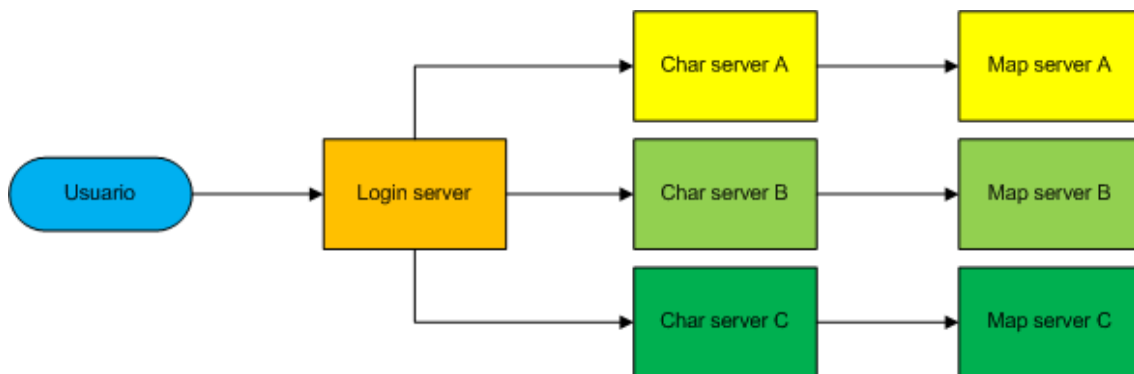 Char server A
Map server A
Usuario
Login server
Char server B
Map server B
Char server C
Map server C